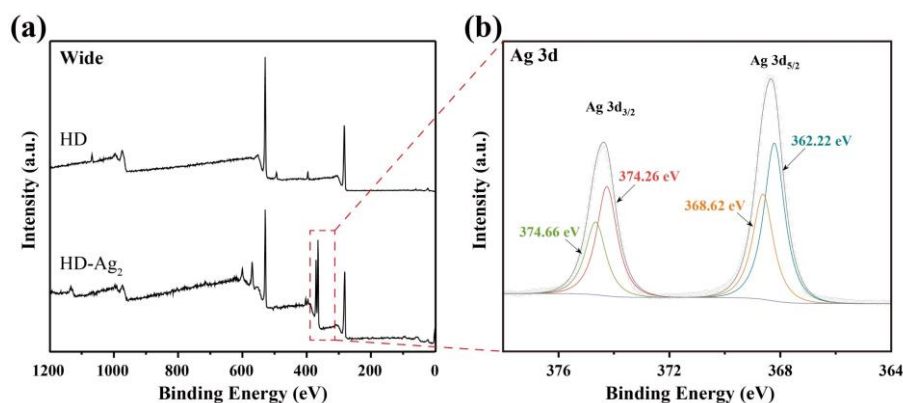 (a)
Wide
HD
HD-Ag2
Intensity (a.u.)
1200 1000 800 600 400 200 0
Binding Energy (eV)
(b)
Ag 3d
Ag 3d5/2
Ag 3d3/2
362.22 eV
374.26 eV
368.62 eV
374.66 eV
Intensity (a.u.)
376 372 368 364
Binding Energy (eV)